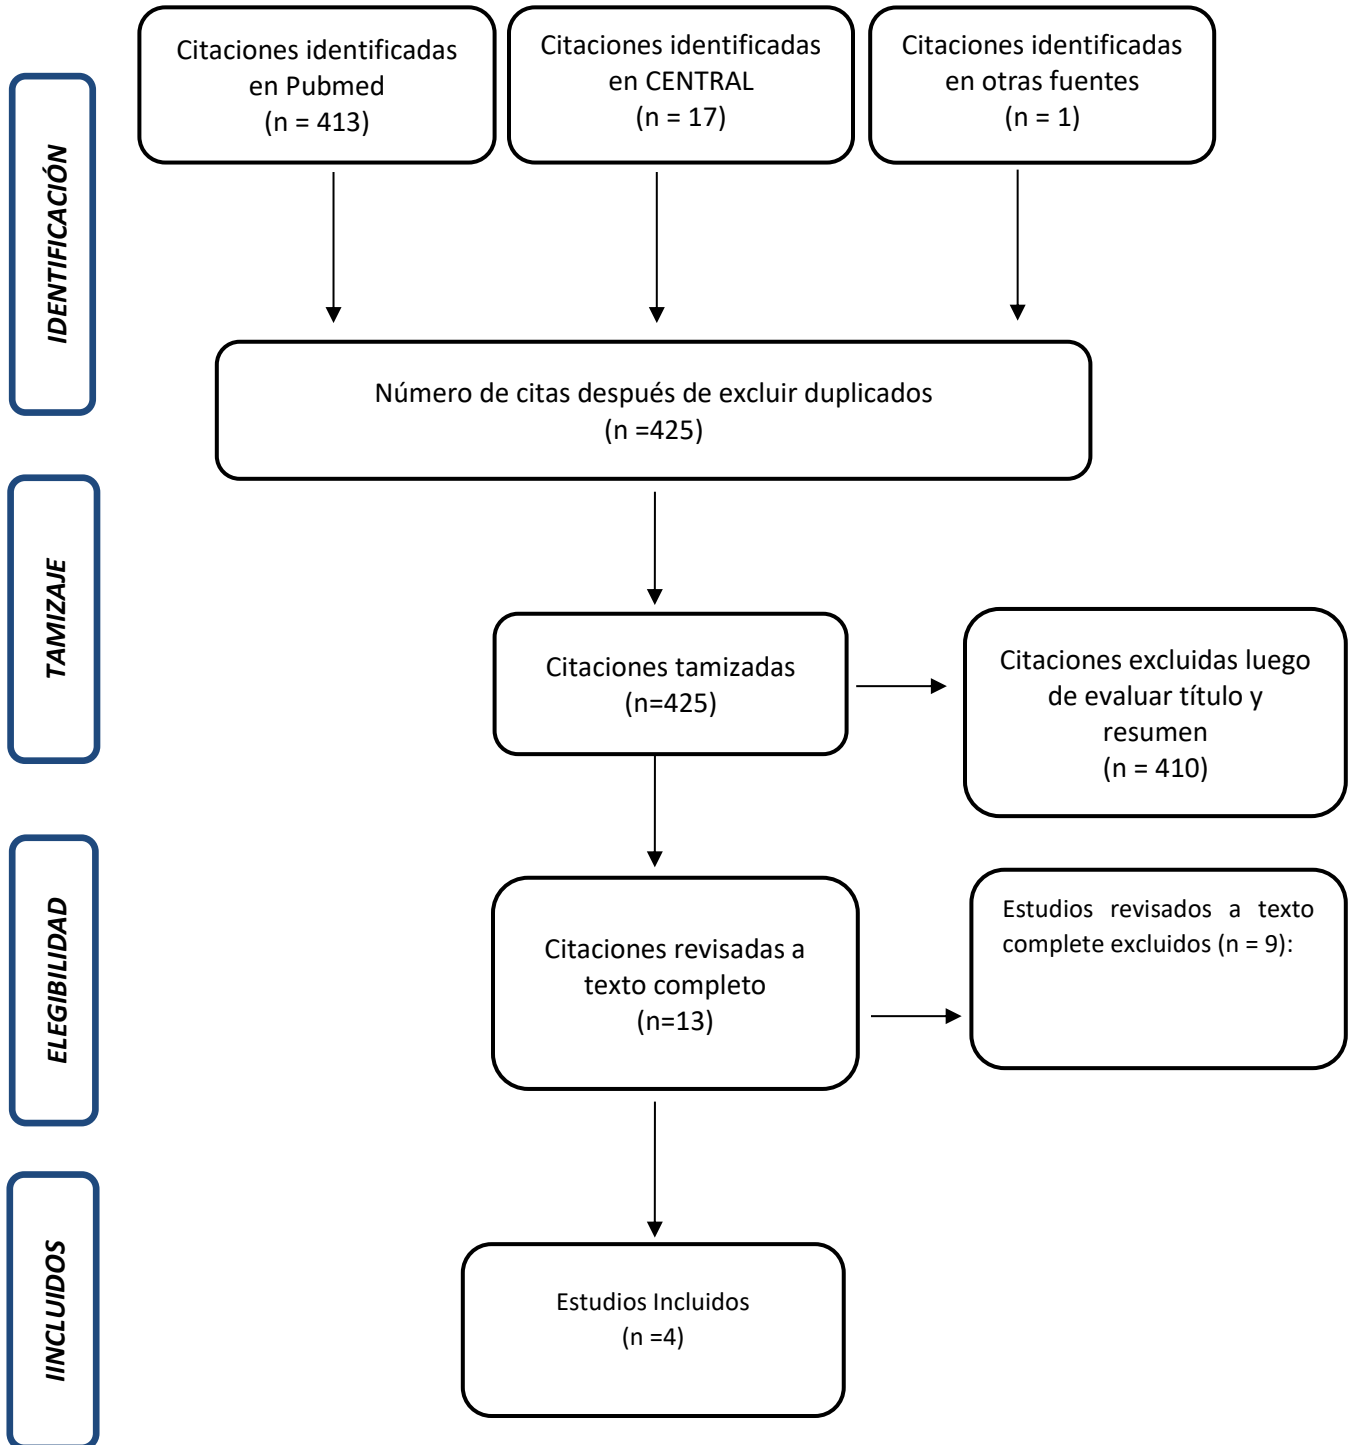 Citaciones identificadas
en Pubmed
(n = 413)
Citaciones identificadas
en CENTRAL
(n = 17)
Citaciones identificadas
en otras fuentes
(n = 1)
IDENTIFICACIÓN
Número de citas después de excluir duplicados
(n =425)
TAMIZAJE
Citaciones tamizadas
(n=425)
Citaciones excluidas luego
de evaluar título y
resumen
(n = 410)
ELEGIBILIDAD
Citaciones revisadas a
texto completo
(n=13)
Estudios revisados a texto
complete excluidos (n = 9):
IINCLUIDOS
Estudios Incluidos
(n =4)